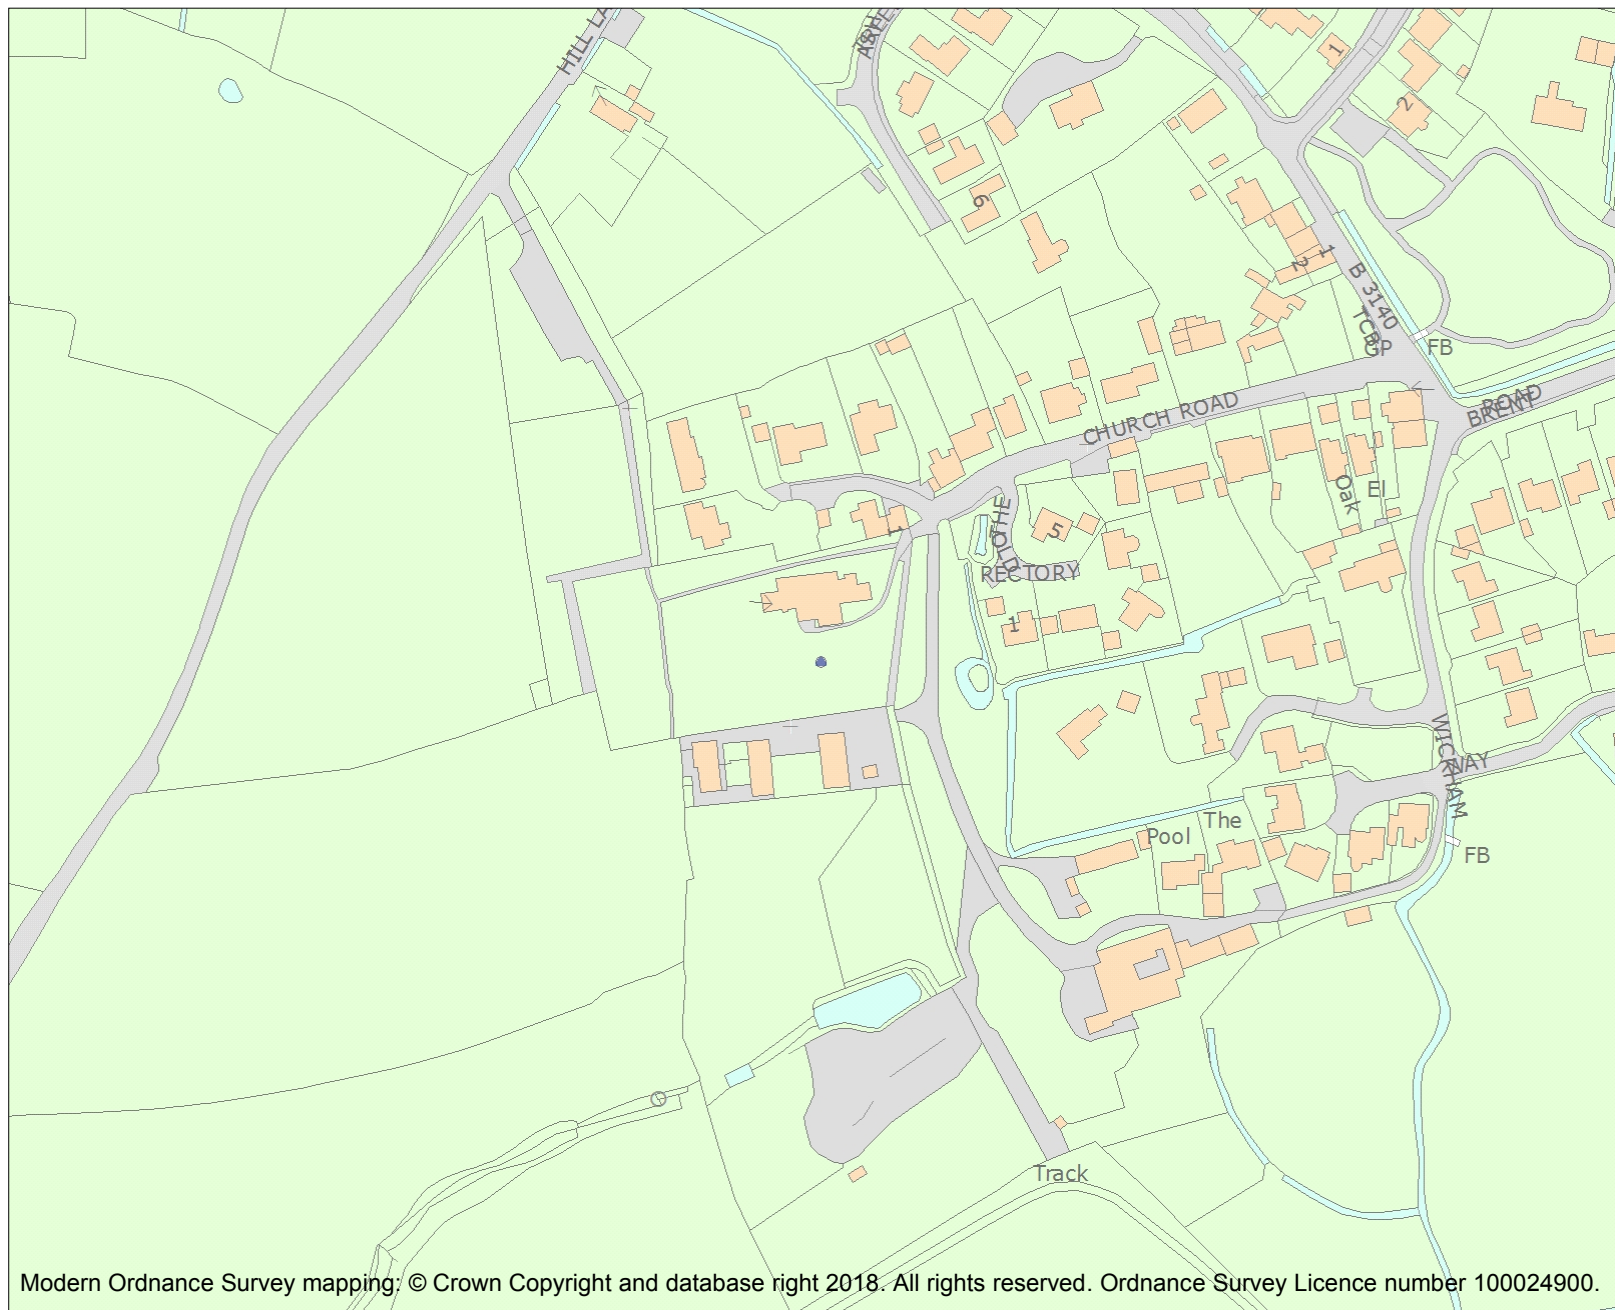 HILL LA
1
2
6
1
2
B 3140
TCB
GP
FB
CHURCH ROAD
BRENT
ROAD
Oak
El
1
THE
OLD
RECTORY
5
1
WICKHAM
WAY
The
Pool
FB
Track
Modern Ordnance Survey mapping: © Crown Copyright and database right 2018. All rights reserved. Ordnance Survey Licence number 100024900.